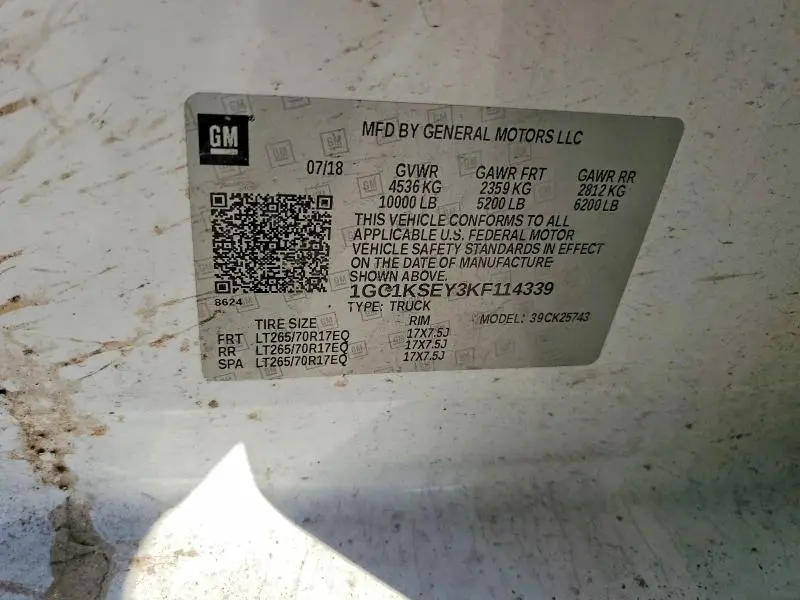 GM
MFD BY GENERAL MOTORS LLC
07/18 GVWR GAWR FRT GAWR RR
4536 KG 2359 KG 2812 KG
10000 LB 5200 LB 6200 LB
THIS VEHICLE CONFORMS TO ALL
APPLICABLE U.S. FEDERAL MOTOR
VEHICLE SAFETY STANDARDS IN EFFECT
ON THE DATE OF MANUFACTURE
SHOWN ABOVE.
1GC1KSEY3KF114339
8624
TYPE: TRUCK
TIRE SIZE RIM MODEL: 39CK25743
FRT LT265/70R17EQ 17X7.5J
RR LT265/70R17EQ 17X7.5J
SPA LT265/70R17EQ 17X7.5J